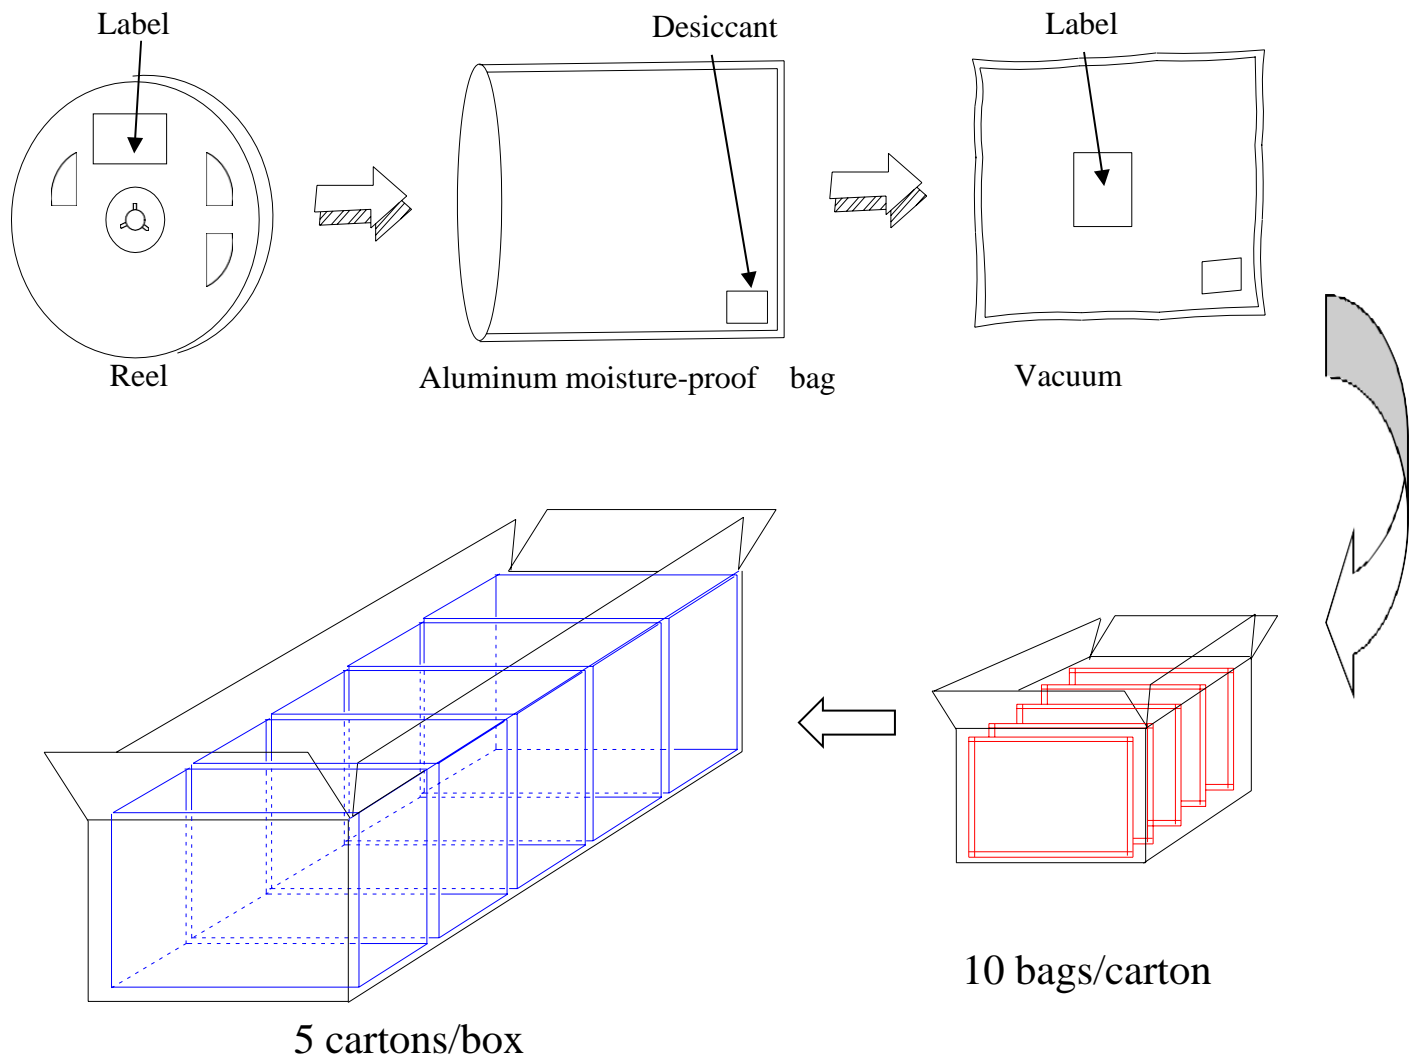 Label
Desiccant
Label
Reel
Aluminum moisture-proof bag
Vacuum
10 bags/carton
5 cartons/box